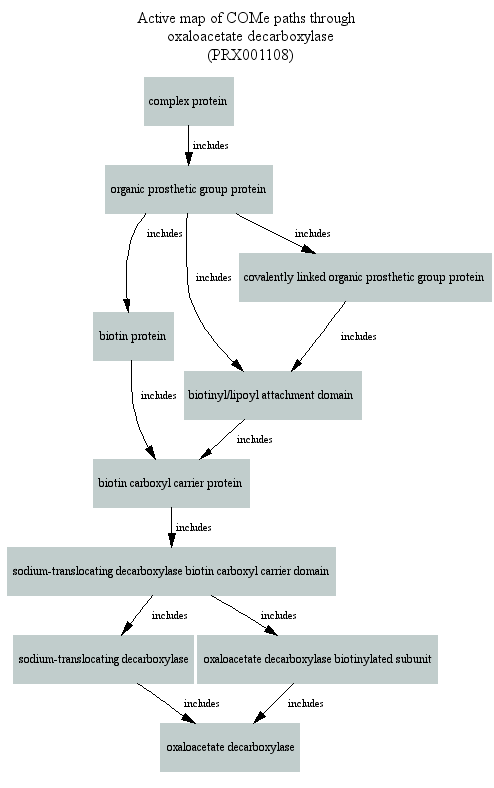 Active map of COMe paths through
oxaloacetate decarboxylase
(PRX001108)
complex protein
includes
organic prosthetic group protein
includes
includes
covalently linked organic prosthetic group protein
includes
biotin protein
includes
biotinyl/lipoyl attachment domain
includes
includes
biotin carboxyl carrier protein
includes
sodium-translocating decarboxylase biotin carboxyl carrier domain
includes
includes
sodium-translocating decarboxylase
oxaloacetate decarboxylase biotinylated subunit
includes
includes
oxaloacetate decarboxylase